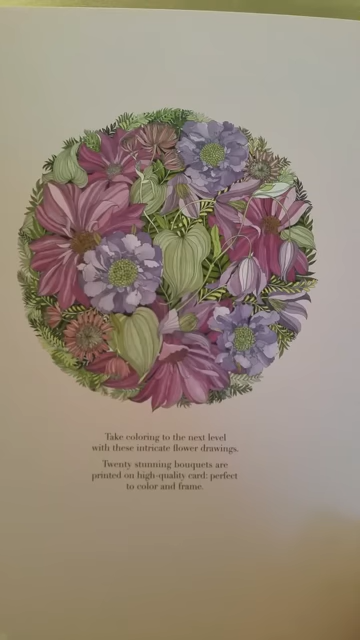 Take coloring to the next level
with these intricate flower drawings.
Twenty stunning bouquets are
printed on high-quality card: perfect
to color and frame.